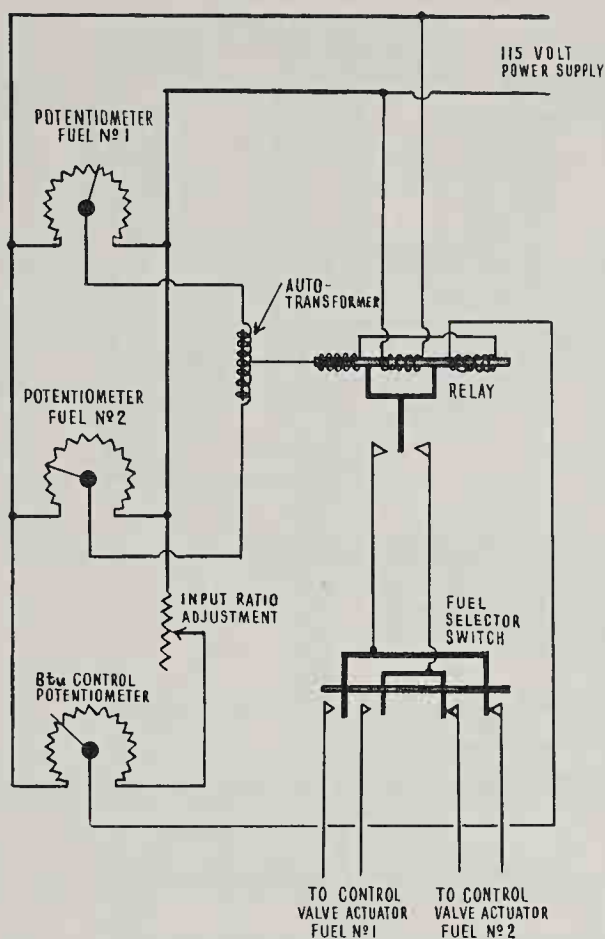 115 VOLT
POWER SUPPLY
POTENTIOMETER
FUEL Nº 1
AUTO-
TRANSFORMER
RELAY
POTENTIOMETER
FUEL Nº 2
INPUT RATIO
ADJUSTMENT
FUEL
SELECTOR
SWITCH
Btu CONTROL
POTENTIOMETER
TO CONTROL
VALVE ACTUATOR
FUEL Nº 1
TO CONTROL
VALVE ACTUATOR
FUEL Nº 2